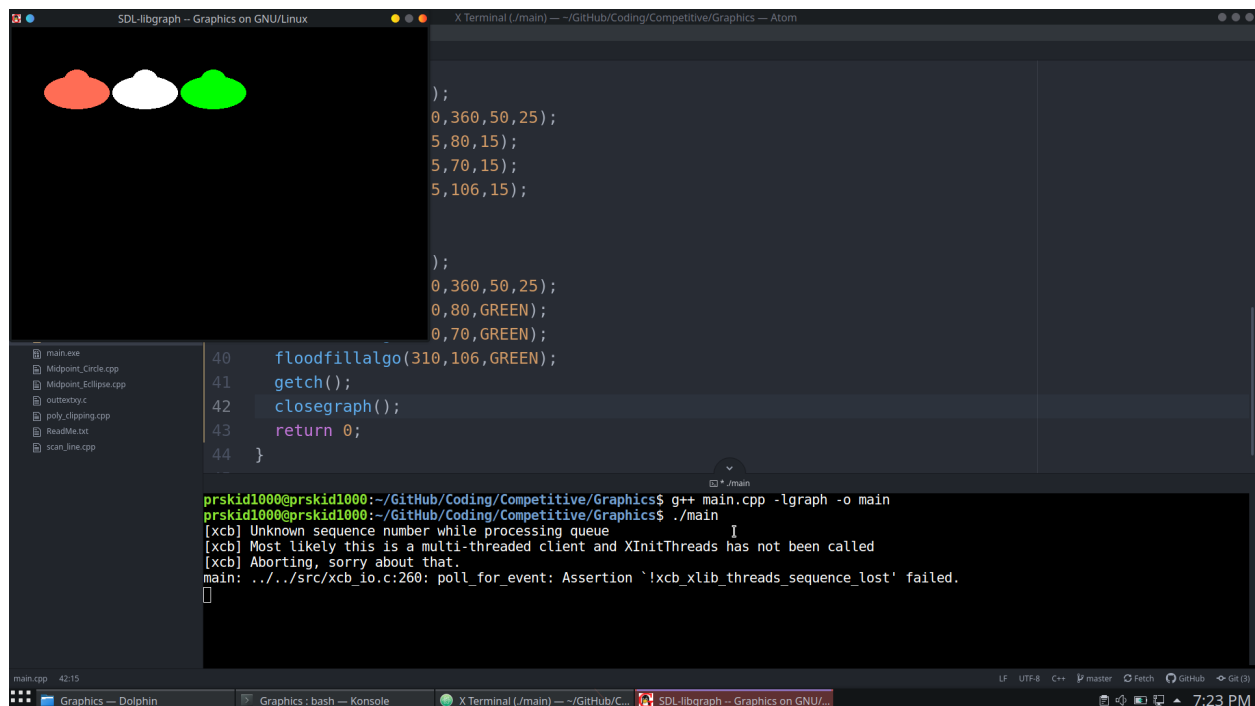 SDL-libgraph -- Graphics on GNU/Linux
X Terminal (./main) — ~/GitHub/Coding/Competitive/Graphics — Atom
);
0,360,50,25);
5,80,15);
5,70,15);
5,106,15);
);
0,360,50,25);
0,80,GREEN);
0,70,GREEN);
40 floodfillalgo(310,106,GREEN);
41 getch();
42 closegraph();
43 return 0;
44 }
main.exe
Midpoint_Circle.cpp
Midpoint_Ecllipse.cpp
outtextxy.c
poly_clipping.cpp
ReadMe.txt
scan_line.cpp
* ./main
prskid1000@prskid1000:~/GitHub/Coding/Competitive/Graphics$ g++ main.cpp -lgraph -o main
prskid1000@prskid1000:~/GitHub/Coding/Competitive/Graphics$ ./main
[xcb] Unknown sequence number while processing queue
[xcb] Most likely this is a multi-threaded client and XInitThreads has not been called
[xcb] Aborting, sorry about that.
main: ../../src/xcb_io.c:260: poll_for_event: Assertion `!xcb_xlib_threads_sequence_lost' failed.
main.cpp 42:15
LF UTF-8 C++ master Fetch GitHub Git (3)
Graphics — Dolphin
Graphics : bash — Konsole
X Terminal (./main) — ~/GitHub/C...
SDL-libgraph -- Graphics on GNU/...
7:23 PM